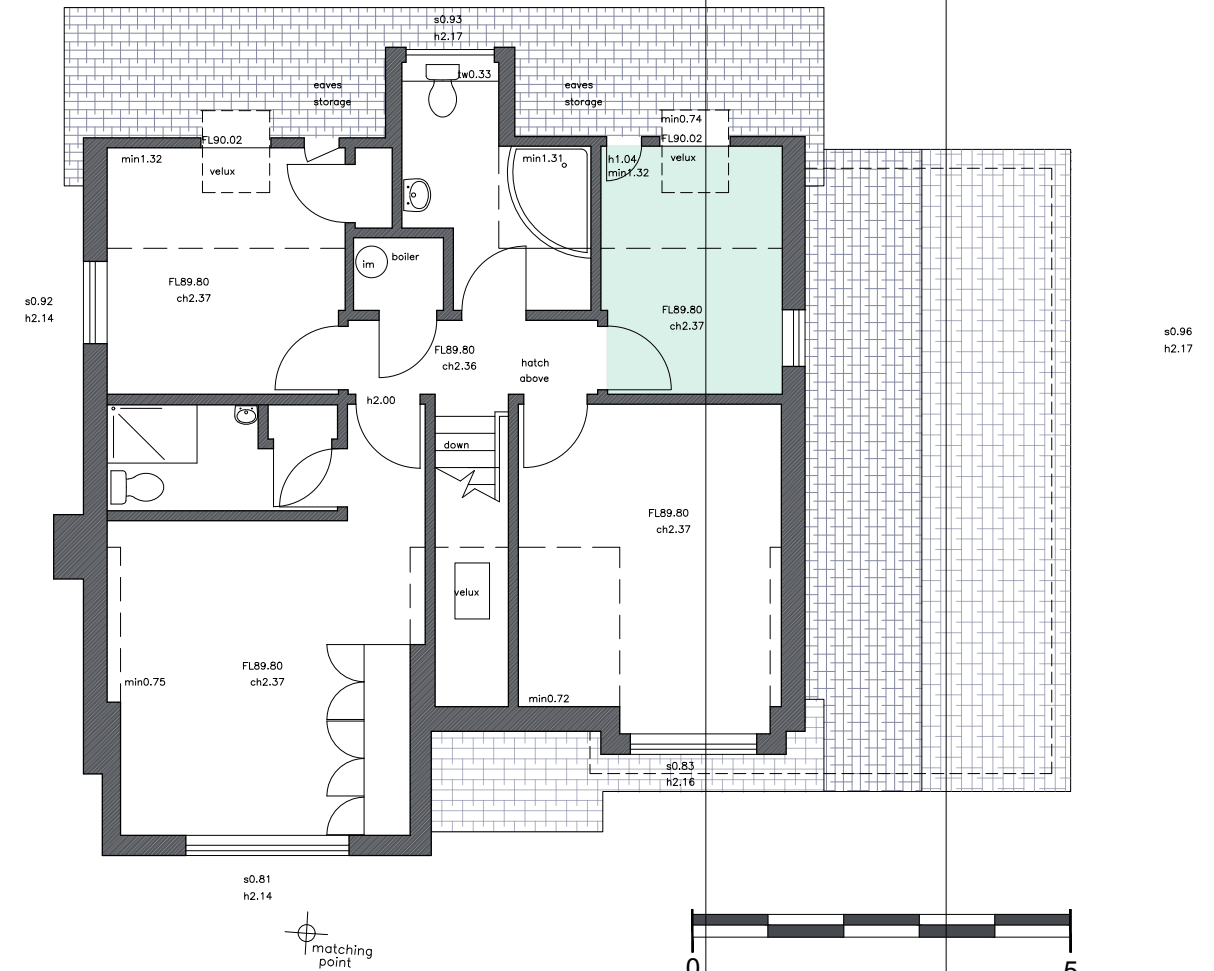 s0.93
h2.17
tw0.33
eaves
storage
eaves
storage
min0.74
FL90.02
FL90.02
min1.32
velux
min1.31
h1.04
min1.32
velux
im
boiler
FL89.80
ch2.37
s0.92
h2.14
FL89.80
ch2.37
s0.96
h2.17
FL89.80
ch2.36
hatch
above
h2.00
down
FL89.80
ch2.37
velux
FL89.80
ch2.37
min0.75
min0.72
s0.83
h2.16
s0.81
h2.14
matching
point
0
5